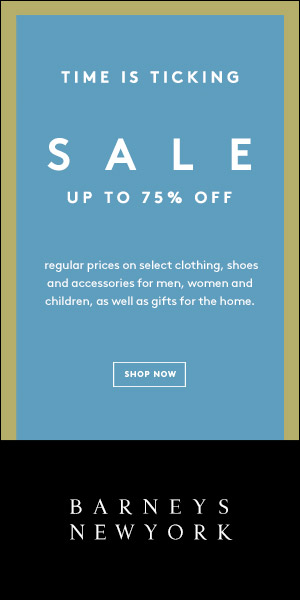 TIME IS TICKING
SALE
UP TO 75% OFF
regular prices on select clothing, shoes
and accessories for men, women and
children, as well as gifts for the home.
SHOP NOW
BARNEYS
NEWYORK